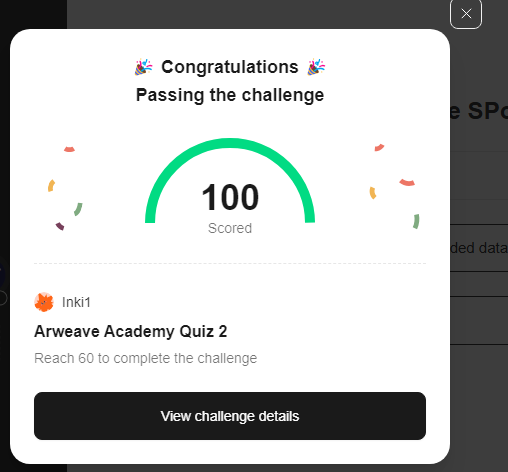 🎉 Congratulations 🎉
Passing the challenge
100
Scored
Inki1
Arweave Academy Quiz 2
Reach 60 to complete the challenge
View challenge details
e SPo
ded data